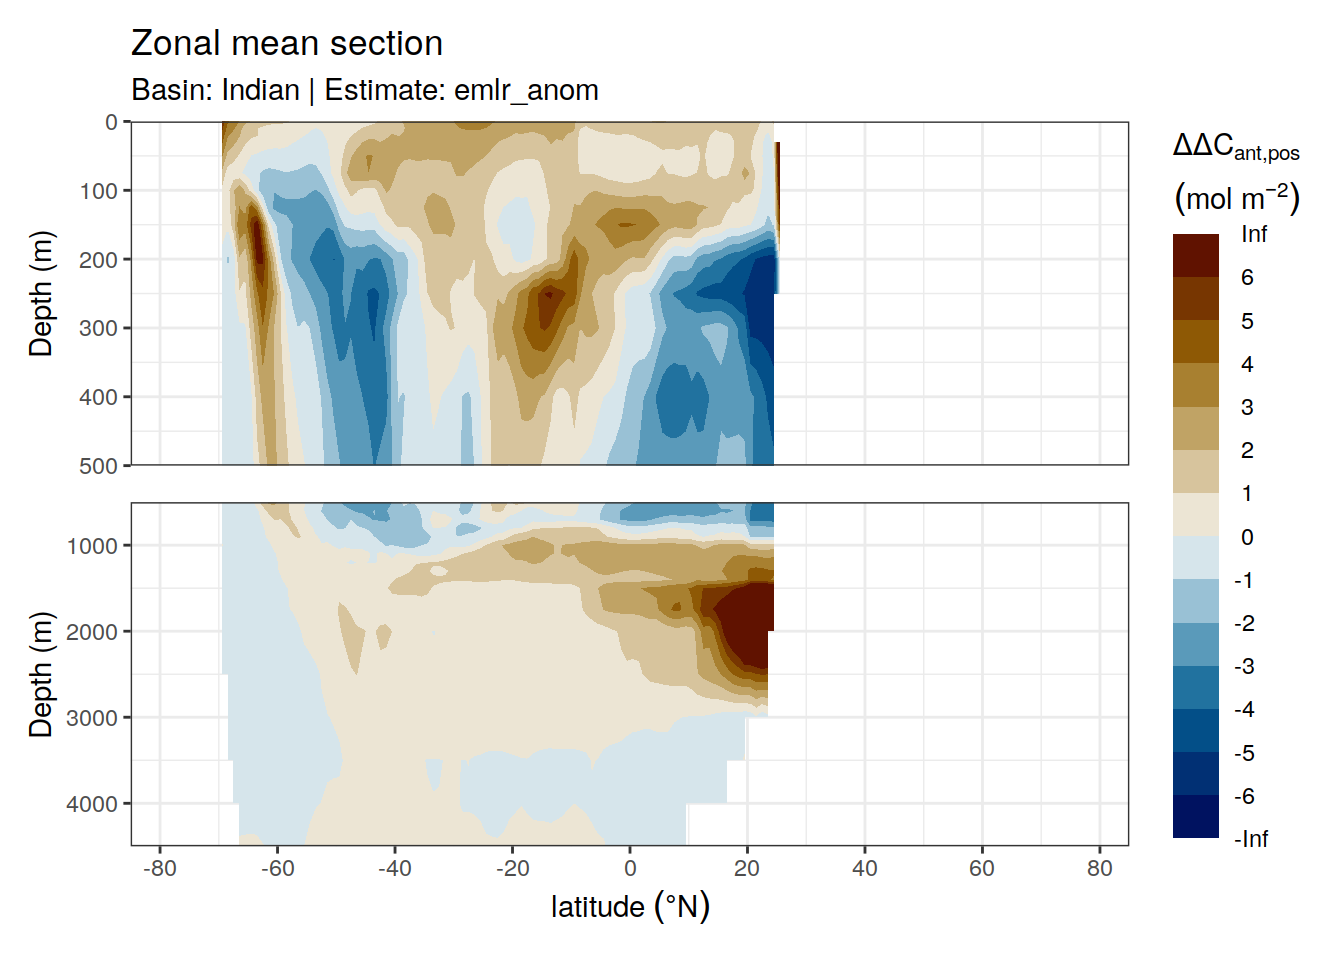 Zonal mean section
Basin: Indian | Estimate: emlr_anom
0
100
200
300
400
500
Depth (m)
1000
2000
3000
4000
Depth (m)
-80 -60 -40 -20 0 20 40 60 80
latitude (°N)
ΔΔCant,pos
(mol m−2)
Inf
6
5
4
3
2
1
0
-1
-2
-3
-4
-5
-6
-Inf